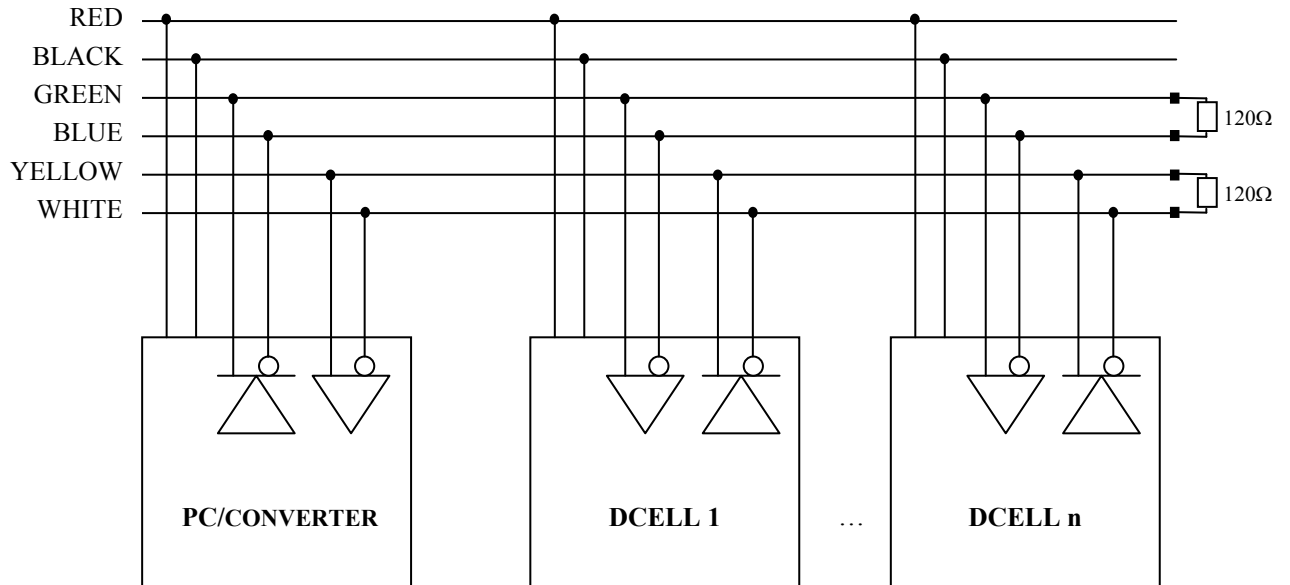 RED
BLACK
GREEN
BLUE
120Ω
YELLOW
WHITE
120Ω
PC/CONVERTER
DCELL 1
...
DCELL n